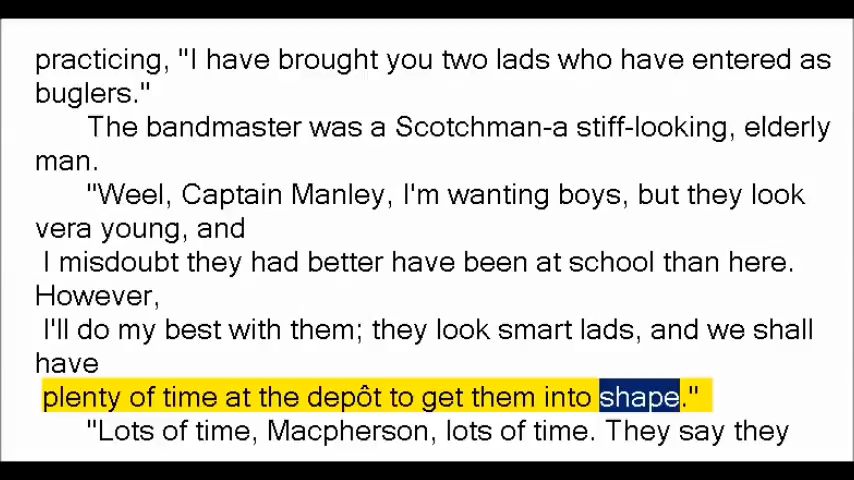 practicing, "I have brought you two lads who have entered as
buglers."
The bandmaster was a Scotchman-a stiff-looking, elderly
man.
"Weel, Captain Manley, I'm wanting boys, but they look
vera young, and
I misdoubt they had better have been at school than here.
However,
I'll do my best with them; they look smart lads, and we shall
have
plenty of time at the depôt to get them into shape."
"Lots of time, Macpherson, lots of time. They say they